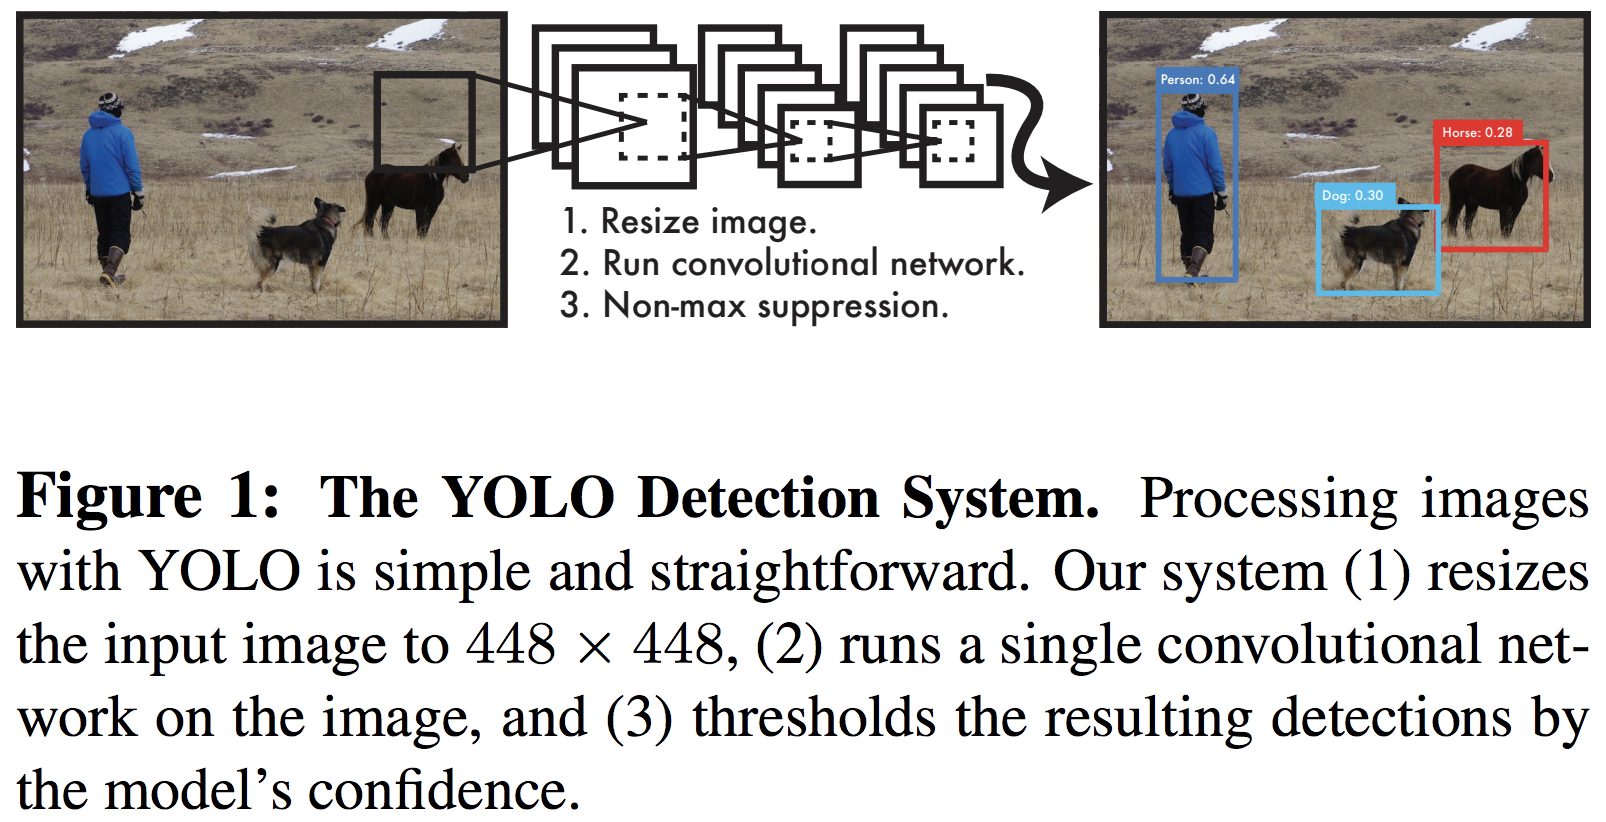 Person: 0.64
Horse: 0.28
Dog: 0.30
1. Resize image.
2. Run convolutional network.
3. Non-max suppression.
Figure 1: The YOLO Detection System. Processing images
with YOLO is simple and straightforward. Our system (1) resizes
the input image to 448 × 448, (2) runs a single convolutional net-
work on the image, and (3) thresholds the resulting detections by
the model’s confidence.